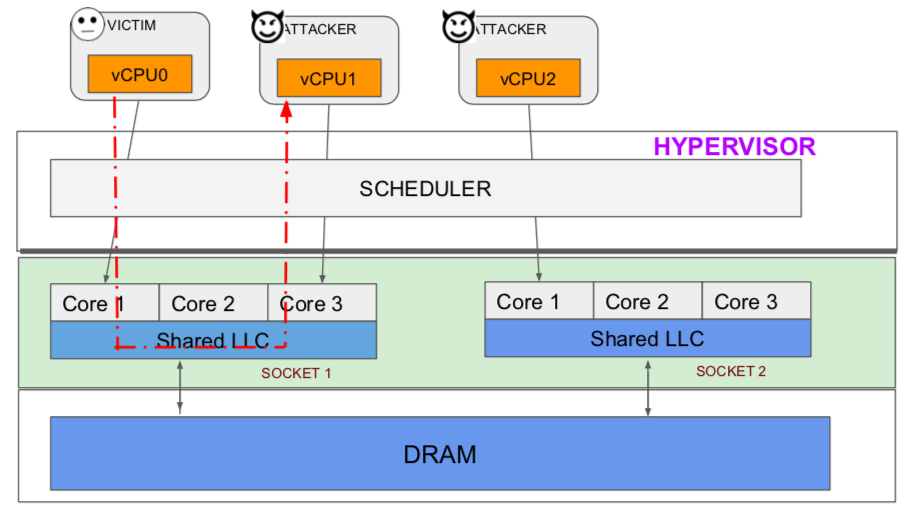 VICTIM
ATTACKER
ATTACKER
vCPU0
vCPU1
vCPU2
HYPERVISOR
SCHEDULER
Core 1
Core 2
Core 3
Core 1
Core 2
Core 3
Shared LLC
Shared LLC
SOCKET 1
SOCKET 2
DRAM